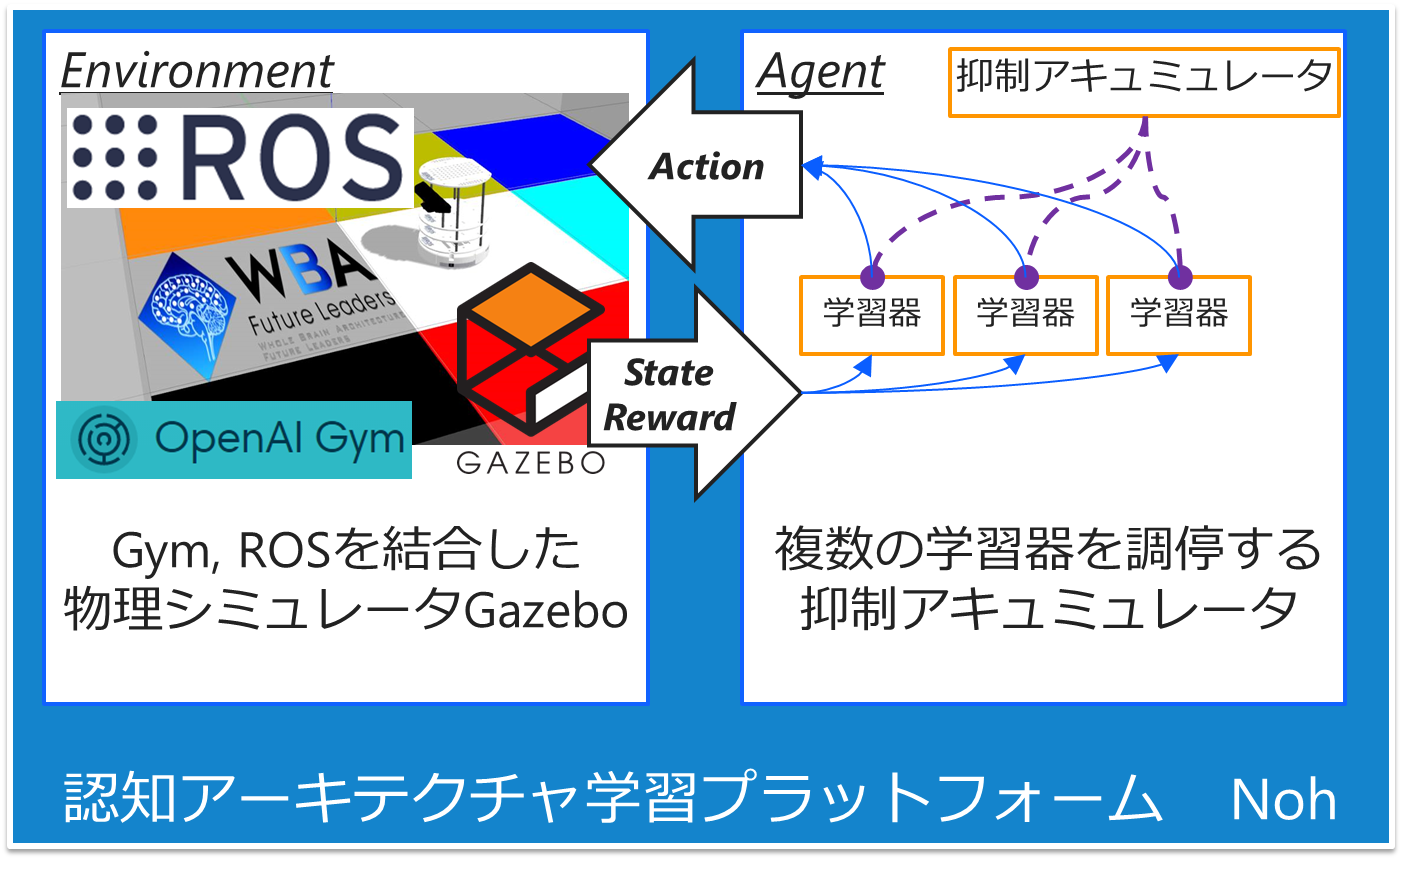 Environment
ROS
WBA
Future Leaders
WHOLE BRAIN ARCHITECTURE
FUTURE LEADERS
OpenAI Gym
GAZEBO
Gym, ROSを結合した
物理シミュレータGazebo
Action
State
Reward
Agent
抑制アキュミュレータ
学習器
学習器
学習器
複数の学習器を調停する
抑制アキュミュレータ
認知アーキテクチャ学習プラットフォーム Noh